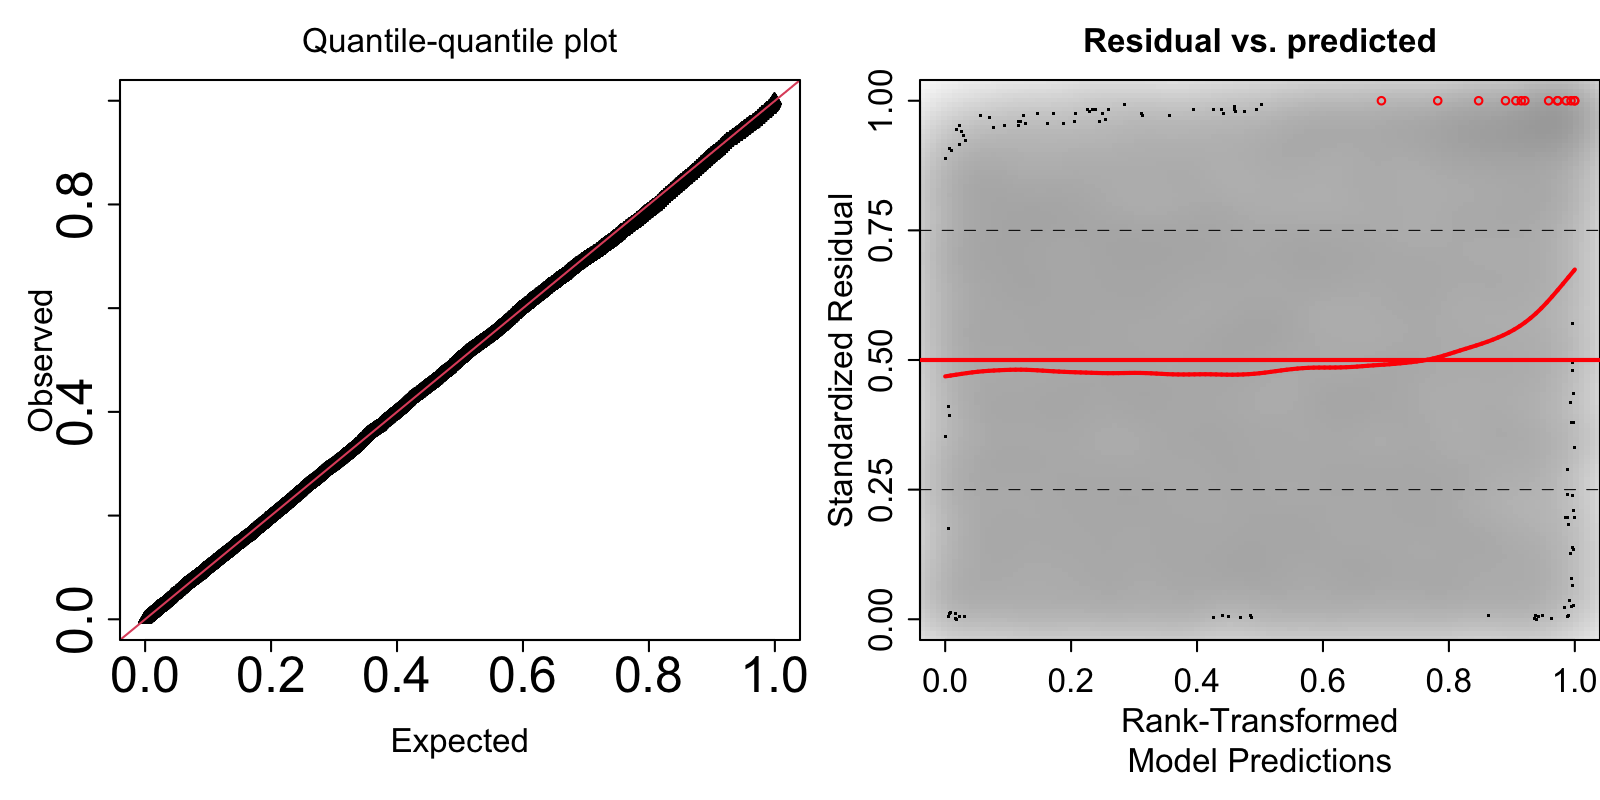 Quantile-quantile plot
Observed
0.0 0.4 0.8
0.0 0.2 0.4 0.6 0.8 1.0
Expected
Residual vs. predicted
Standardized Residual
0.00 0.25 0.50 0.75 1.00
0.0 0.2 0.4 0.6 0.8 1.0
Rank-Transformed
Model Predictions